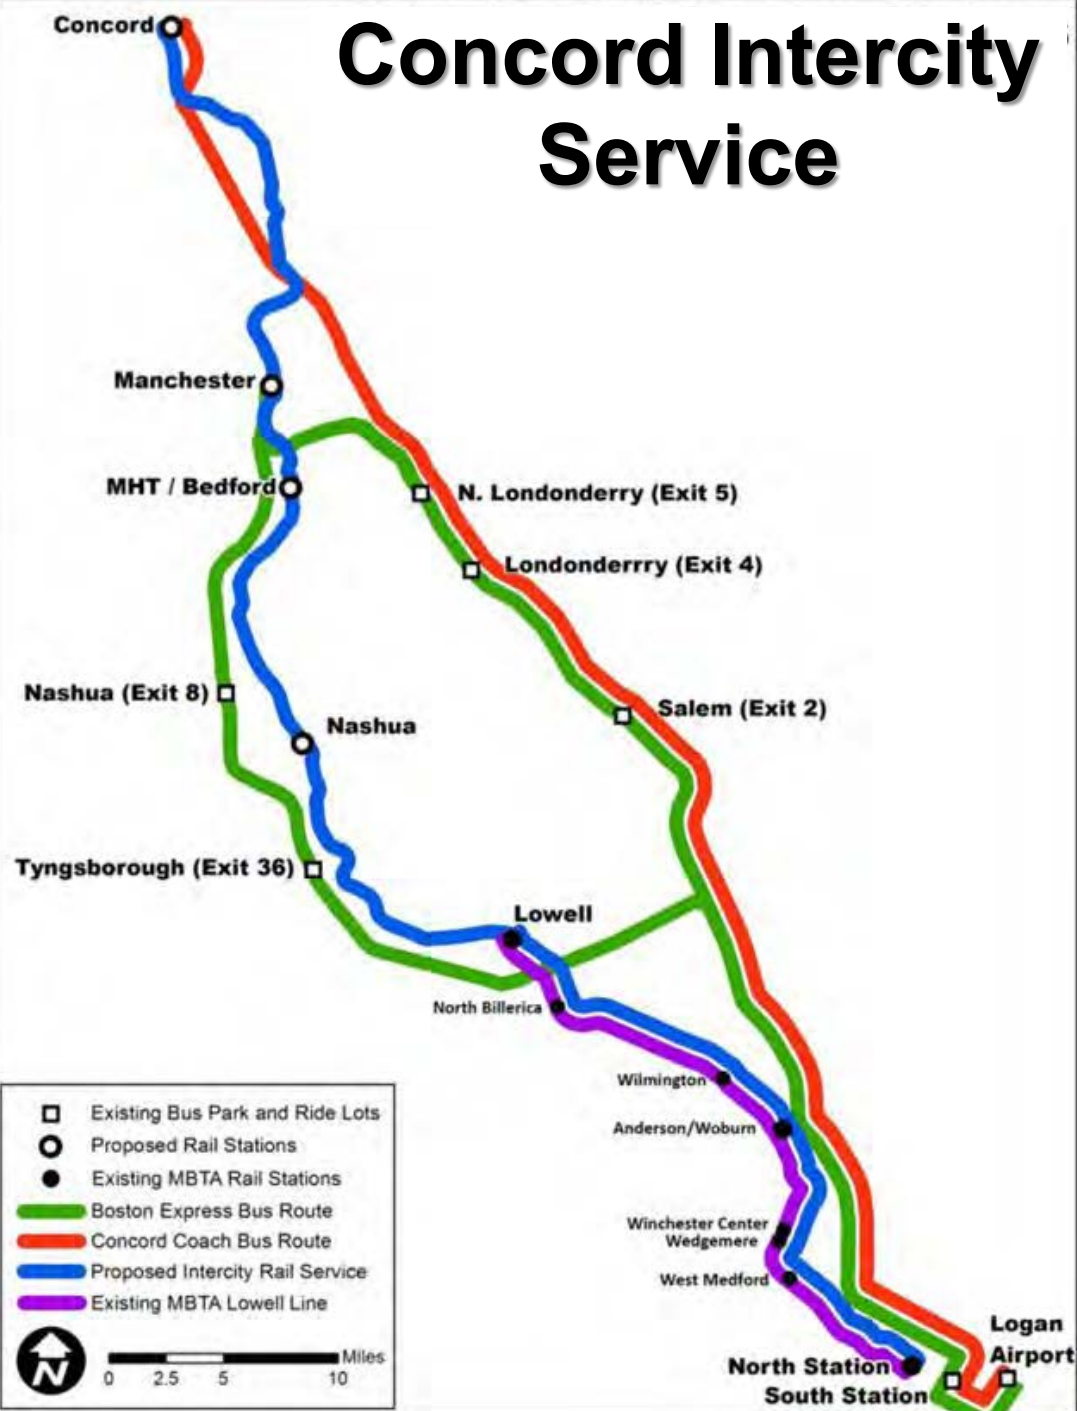 Concord Intercity
Service
Concord
Manchester
MHT / Bedford
N. Londonderry (Exit 5)
Londonderrry (Exit 4)
Nashua (Exit 8)
Salem (Exit 2)
Nashua
Tyngsborough (Exit 36)
Lowell
North Billerica
Wilmington
Anderson/Woburn
Winchester Center
Wedgemere
West Medford
Logan
Airport
North Station
South Station
Existing Bus Park and Ride Lots
Proposed Rail Stations
Existing MBTA Rail Stations
Boston Express Bus Route
Concord Coach Bus Route
Proposed Intercity Rail Service
Existing MBTA Lowell Line
N
Miles
0 2.5 5 10